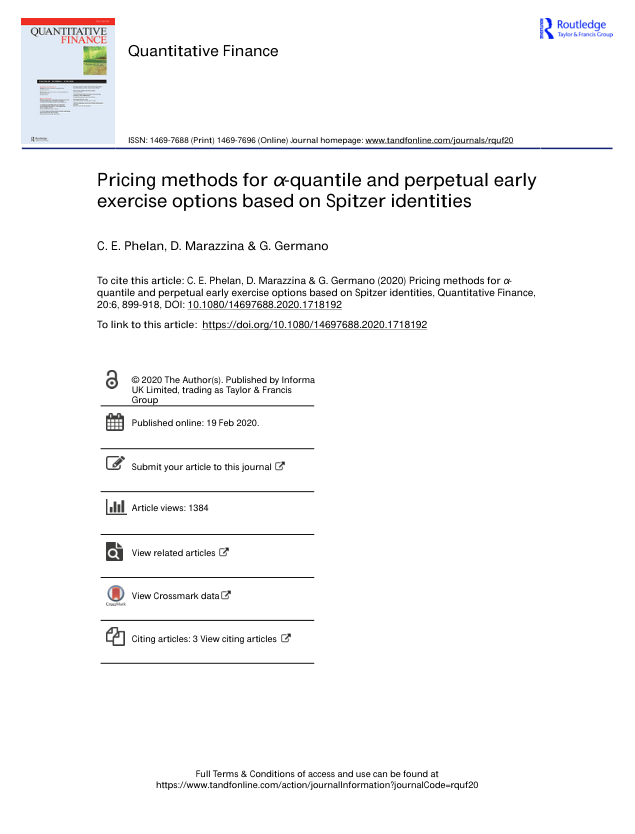 QUANTITATIVE
FINANCE
Routledge
Taylor & Francis Group
Quantitative Finance
ISSN: 1469-7688 (Print) 1469-7696 (Online) Journal homepage: www.tandfonline.com/journals/rquf20
Pricing methods for α-quantile and perpetual early
exercise options based on Spitzer identities
C. E. Phelan, D. Marazzina & G. Germano
To cite this article: C. E. Phelan, D. Marazzina & G. Germano (2020) Pricing methods for α-
quantile and perpetual early exercise options based on Spitzer identities, Quantitative Finance,
20:6, 899-918, DOI: 10.1080/14697688.2020.1718192
To link to this article: https://doi.org/10.1080/14697688.2020.1718192
© 2020 The Author(s). Published by Informa
UK Limited, trading as Taylor & Francis
Group
Published online: 19 Feb 2020.
Submit your article to this journal
Article views: 1384
View related articles
View Crossmark data
CrossMark
Citing articles: 3 View citing articles
Full Terms & Conditions of access and use can be found at
https://www.tandfonline.com/action/journalInformation?journalCode=rquf20